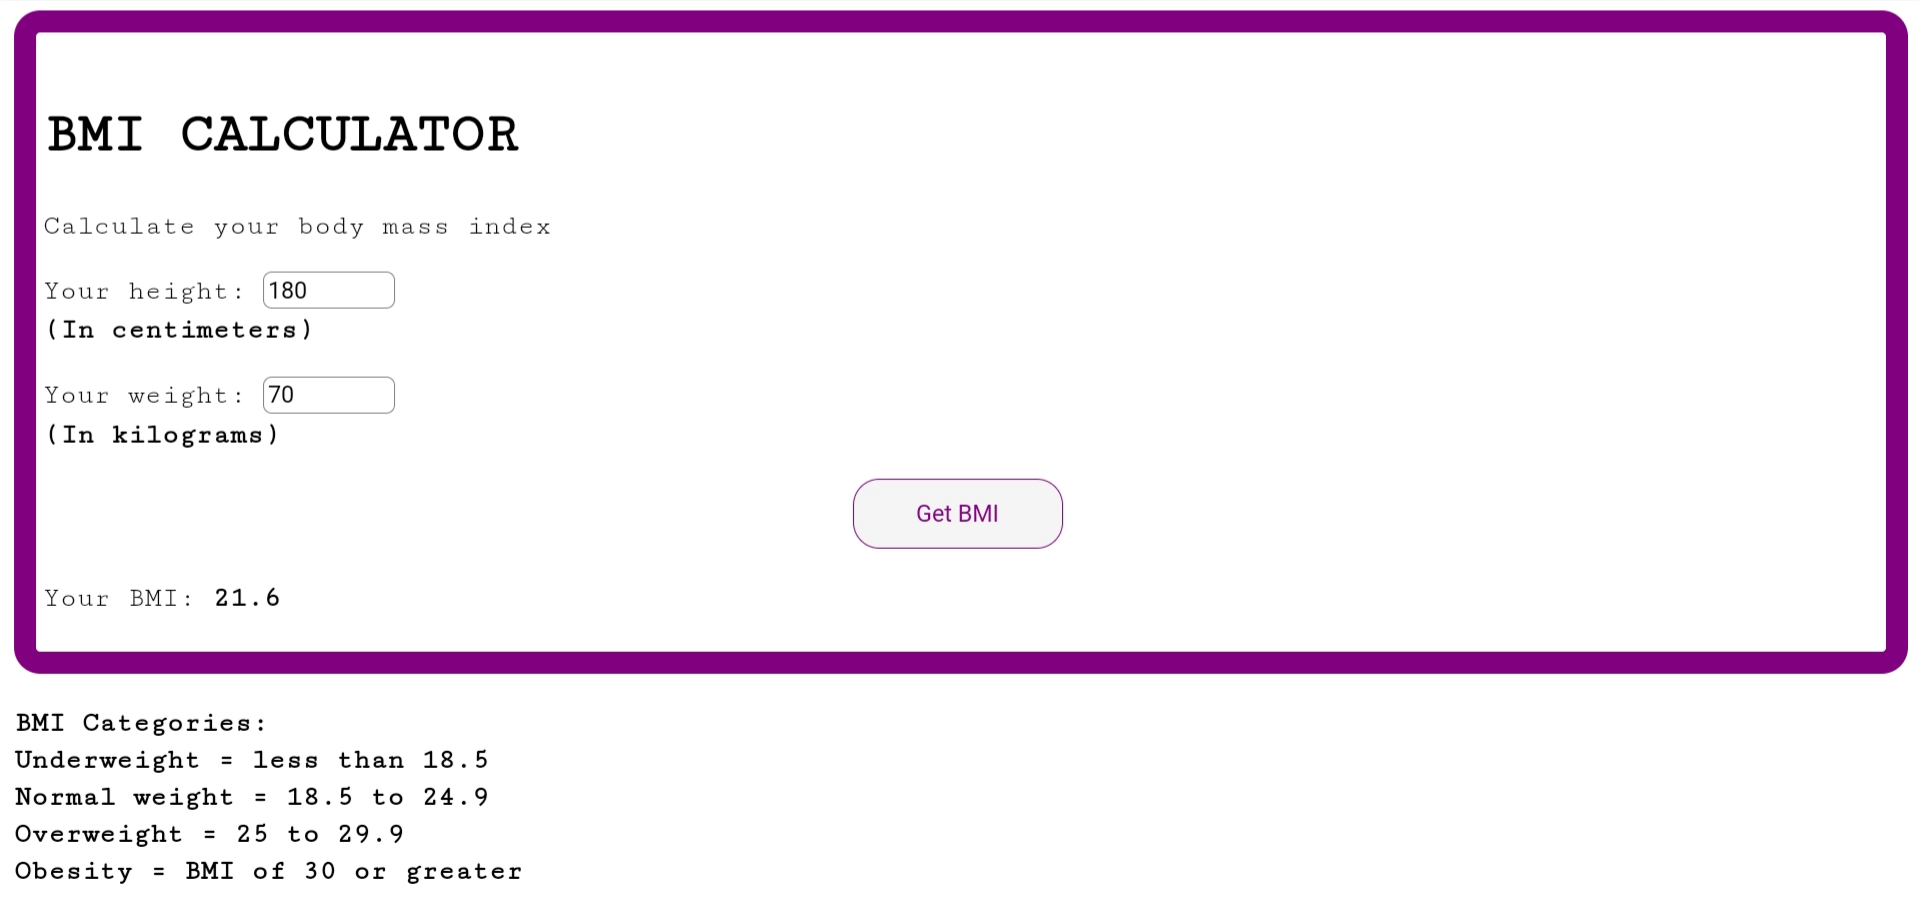 BMI CALCULATOR
Calculate your body mass index
Your height: 180
(In centimeters)
Your weight: 70
(In kilograms)
Get BMI
Your BMI: 21.6
BMI Categories:
Underweight = less than 18.5
Normal weight = 18.5 to 24.9
Overweight = 25 to 29.9
Obesity = BMI of 30 or greater